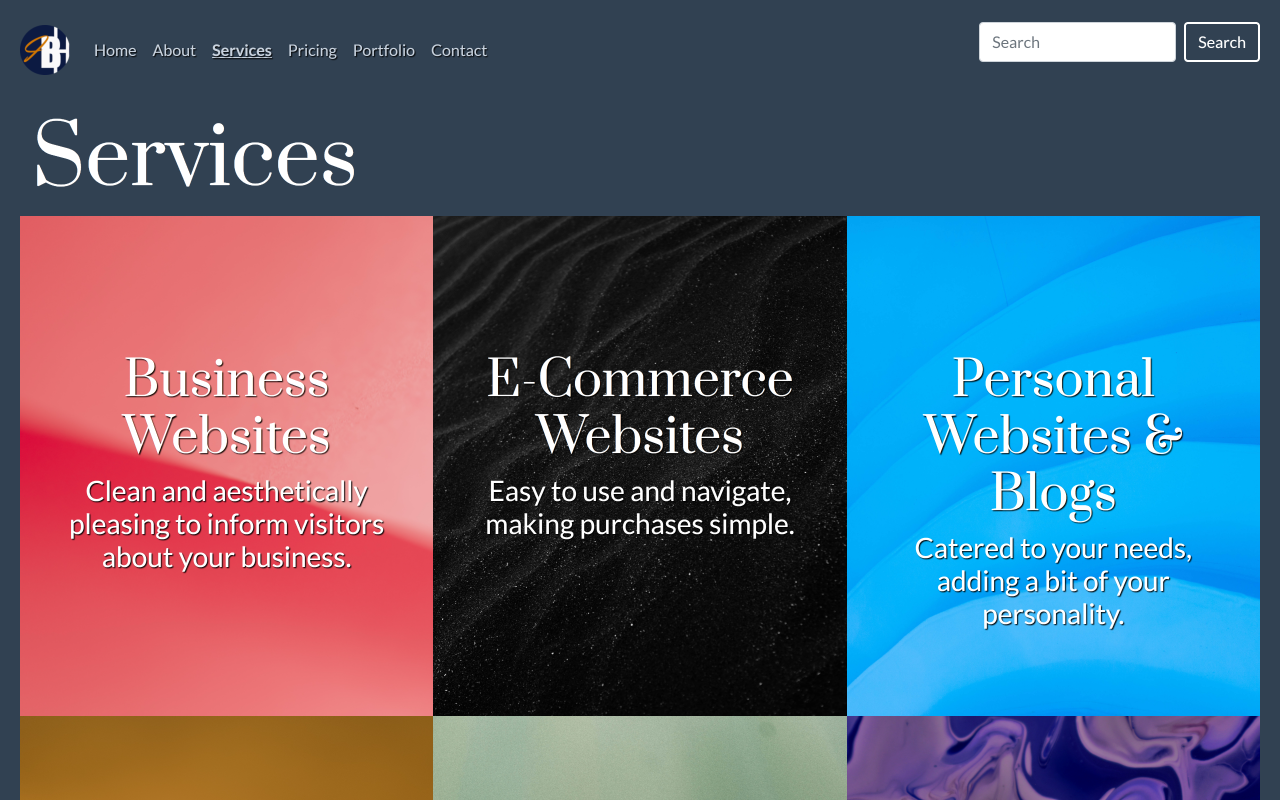 Home About Services Pricing Portfolio Contact
Search Search
Services
Business
Websites
Clean and aesthetically
pleasing to inform visitors
about your business.
E-Commerce
Websites
Easy to use and navigate,
making purchases simple.
Personal
Websites &
Blogs
Catered to your needs,
adding a bit of your
personality.